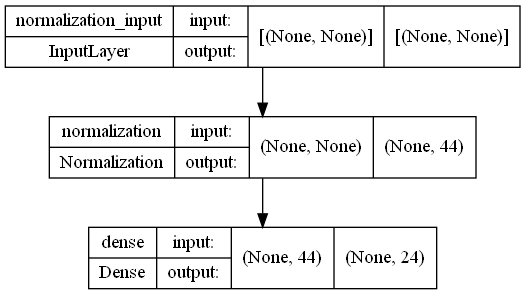 normalization_input input: [(None, None)] [(None, None)]
InputLayer output:
normalization input: (None, None) (None, 44)
Normalization output:
dense input: (None, 44) (None, 24)
Dense output: